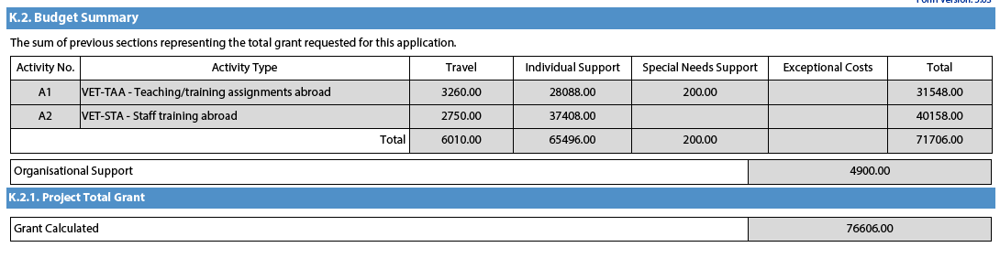 Form Version: 5.03
K.2. Budget Summary
The sum of previous sections representing the total grant requested for this application.
Activity No. Activity Type Travel Individual Support Special Needs Support Exceptional Costs Total
A1 VET-TAA - Teaching/training assignments abroad 3260.00 28088.00 200.00 31548.00
A2 VET-STA - Staff training abroad 2750.00 37408.00 40158.00
Total 6010.00 65496.00 200.00 71706.00
Organisational Support 4900.00
K.2.1. Project Total Grant
Grant Calculated 76606.00